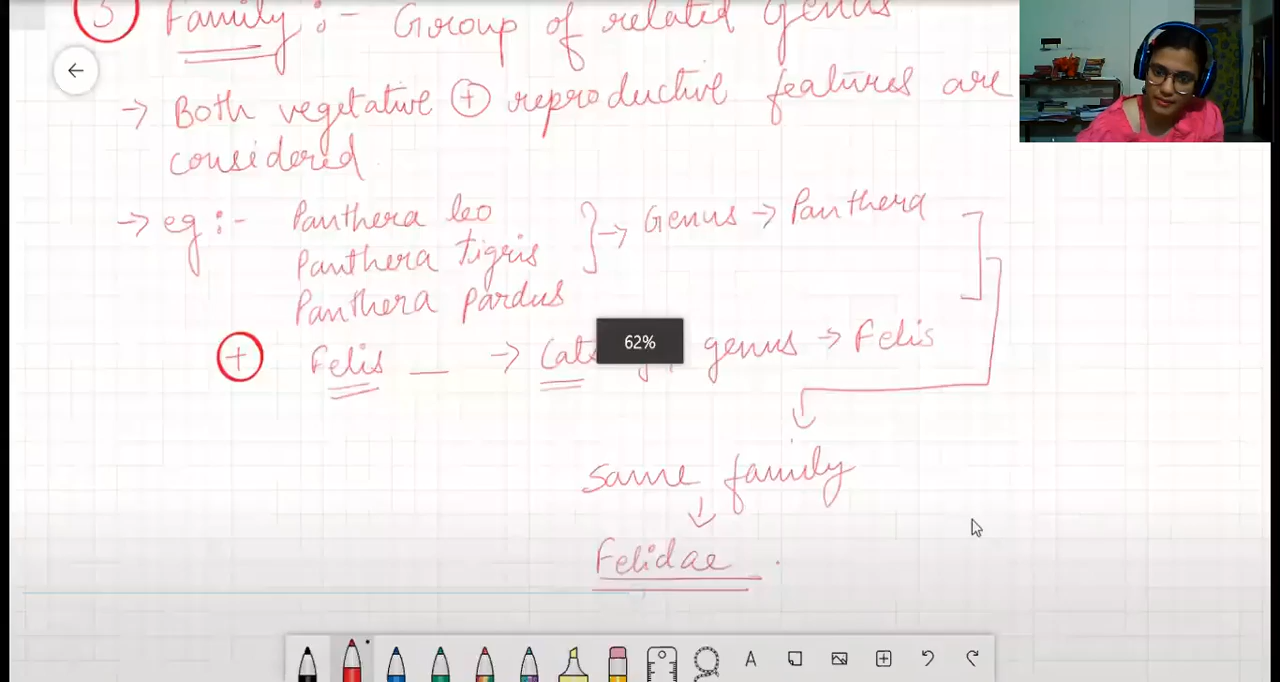 3 Family :- Group of related Genus
→ Both vegetative + reproductive features are
considered
→ eg :- Panthera leo } → Genus → Panthera
Panthera tigris
Panthera pardus
+ Felis _ → Cats genus → Felis
62%
same family
↓
Felidae
A